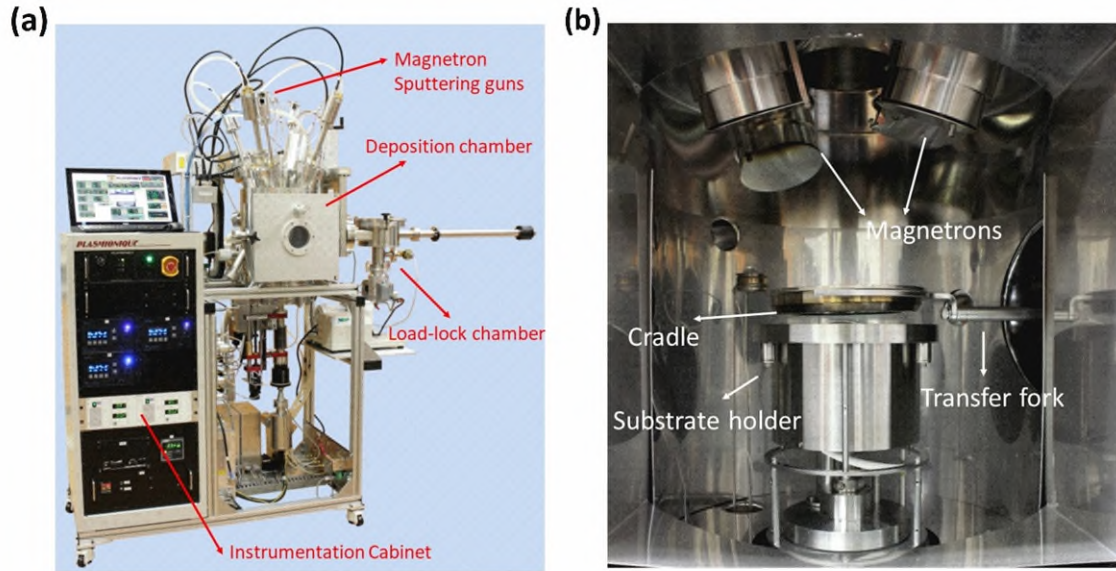 (a)
Magnetron
Sputtering guns
Deposition chamber
PLASMIONIQUE
Load-lock chamber
Instrumentation Cabinet
(b)
Magnetrons
Cradle
Transfer fork
Substrate holder